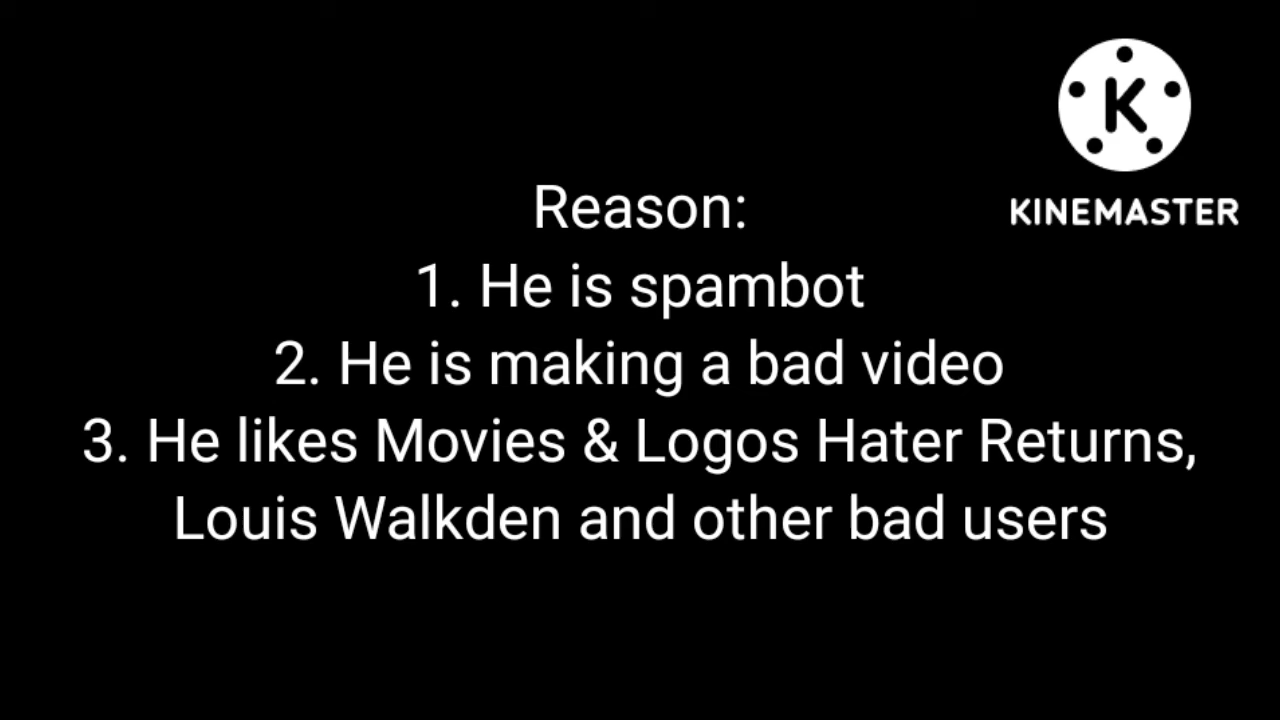 K
KINEMASTER
Reason:
1. He is spambot
2. He is making a bad video
3. He likes Movies & Logos Hater Returns,
Louis Walkden and other bad users